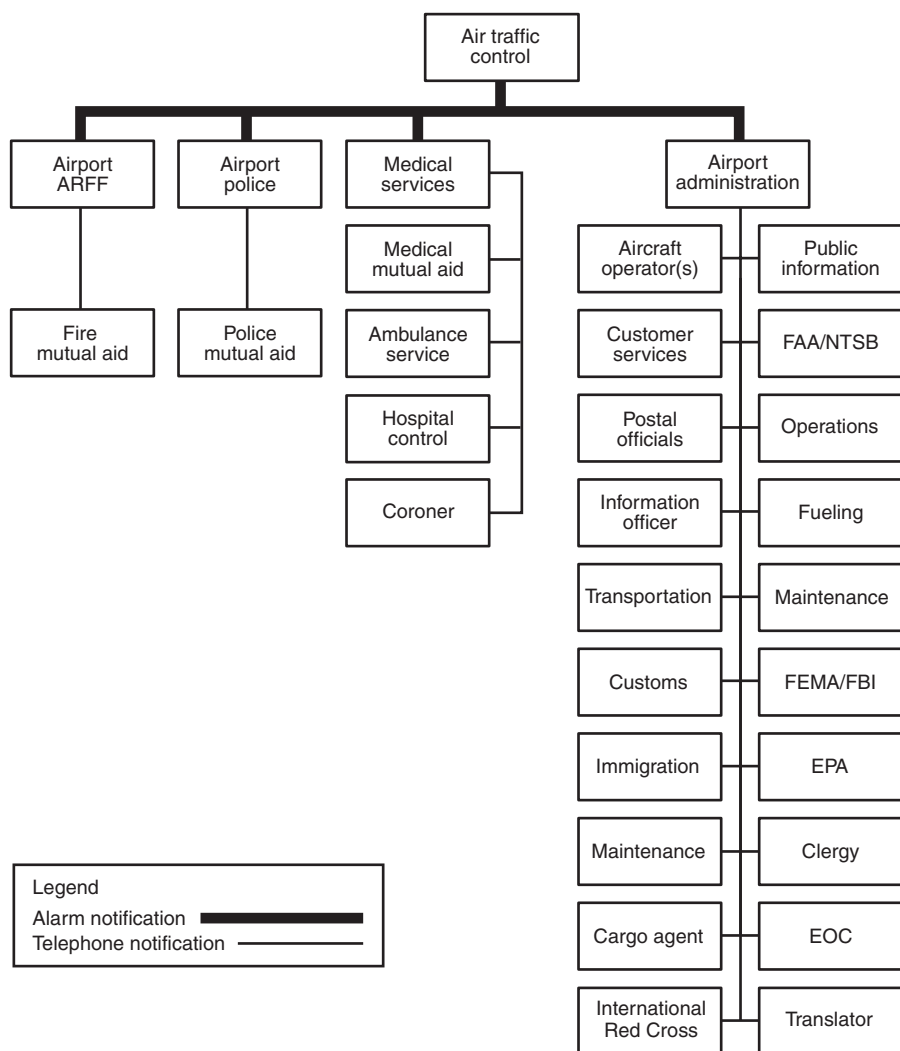 Air traffic
control
Airport
ARFF
Airport
police
Medical
services
Airport
administration
Fire
mutual aid
Police
mutual aid
Medical
mutual aid
Ambulance
service
Hospital
control
Coroner
Aircraft
operator(s)
Public
information
Customer
services
FAA/NTSB
Postal
officials
Operations
Information
officer
Fueling
Transportation
Maintenance
Customs
FEMA/FBI
Immigration
EPA
Maintenance
Clergy
Cargo agent
EOC
International
Red Cross
Translator
Legend
Alarm notification
Telephone notification